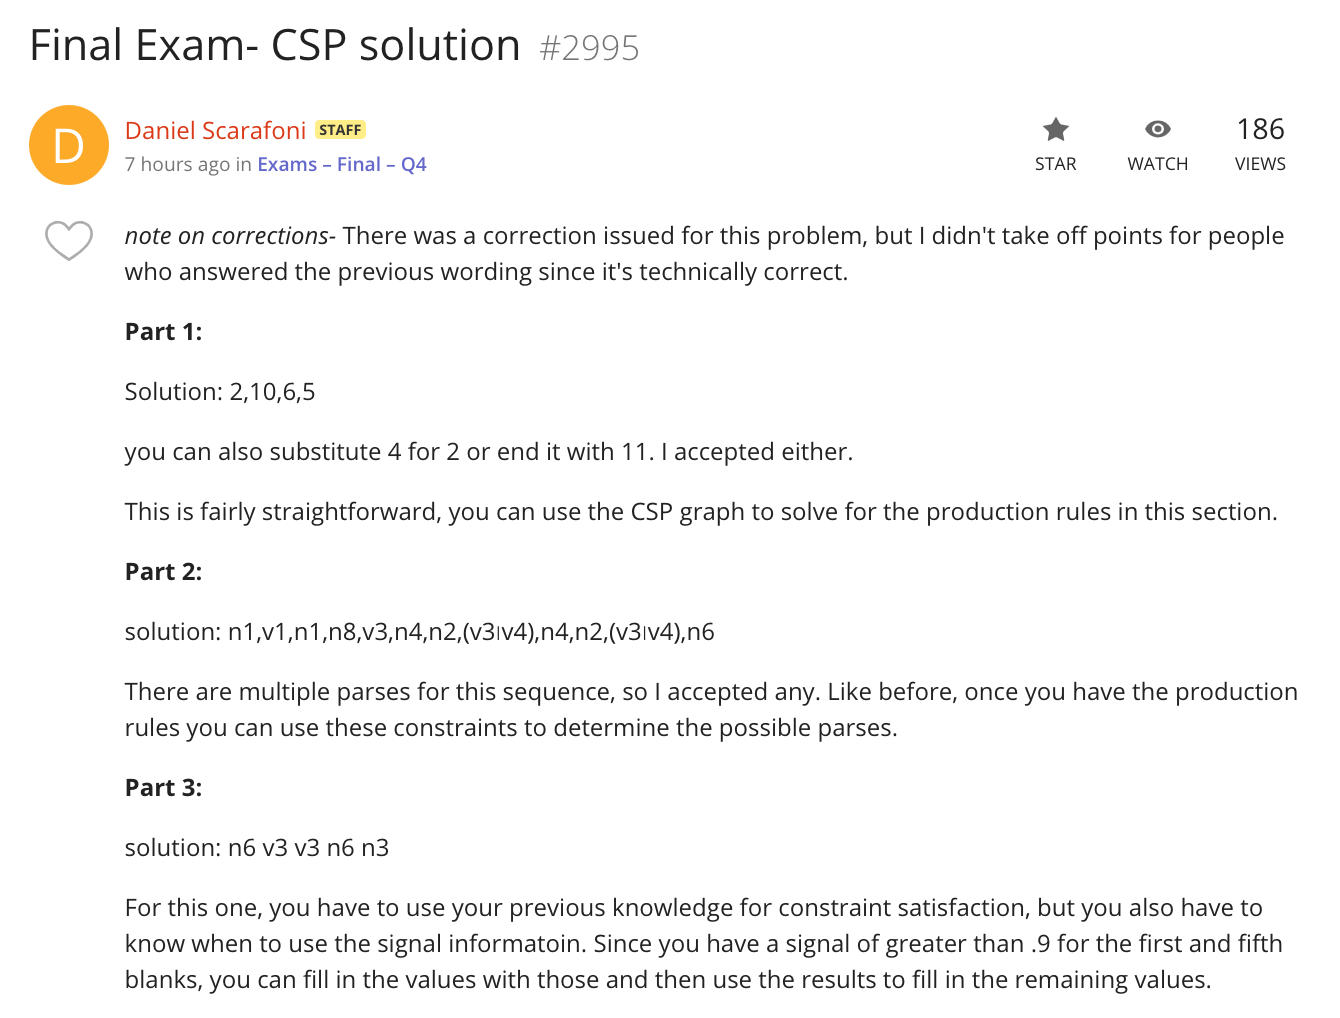 Final Exam- CSP solution #2995
D
Daniel Scarafoni STAFF
7 hours ago in Exams – Final – Q4
STAR
WATCH
186
VIEWS
note on corrections- There was a correction issued for this problem, but I didn't take off points for people
who answered the previous wording since it's technically correct.
Part 1:
Solution: 2,10,6,5
you can also substitute 4 for 2 or end it with 11. I accepted either.
This is fairly straightforward, you can use the CSP graph to solve for the production rules in this section.
Part 2:
solution: n1,v1,n1,n8,v3,n4,n2,(v3|v4),n4,n2,(v3|v4),n6
There are multiple parses for this sequence, so I accepted any. Like before, once you have the production
rules you can use these constraints to determine the possible parses.
Part 3:
solution: n6 v3 v3 n6 n3
For this one, you have to use your previous knowledge for constraint satisfaction, but you also have to
know when to use the signal informatoin. Since you have a signal of greater than .9 for the first and fifth
blanks, you can fill in the values with those and then use the results to fill in the remaining values.